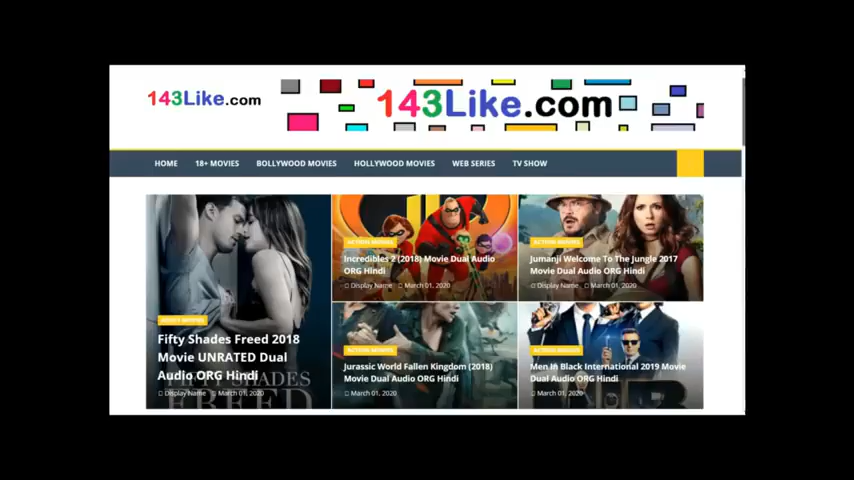 143Like.com
143Like.com
HOME 18+ MOVIES BOLLYWOOD MOVIES HOLLYWOOD MOVIES WEB SERIES TV SHOW
Fifty Shades Freed 2018
Movie UNRATED Dual
Audio ORG Hindi
Display Name March 01, 2020
FIFTY SHADES
FREED
ACTION MOVIES
Incredibles 2 (2018) Movie Dual Audio
ORG Hindi
Display Name March 01, 2020
ACTION MOVIES
Jumanji Welcome To The Jungle 2017
Movie Dual Audio ORG Hindi
Display Name March 01, 2020
ACTION MOVIES
Jurassic World Fallen Kingdom (2018)
Movie Dual Audio ORG Hindi
March 01, 2020
ACTION MOVIES
Men In Black International 2019 Movie
Dual Audio ORG Hindi
March 01, 2020